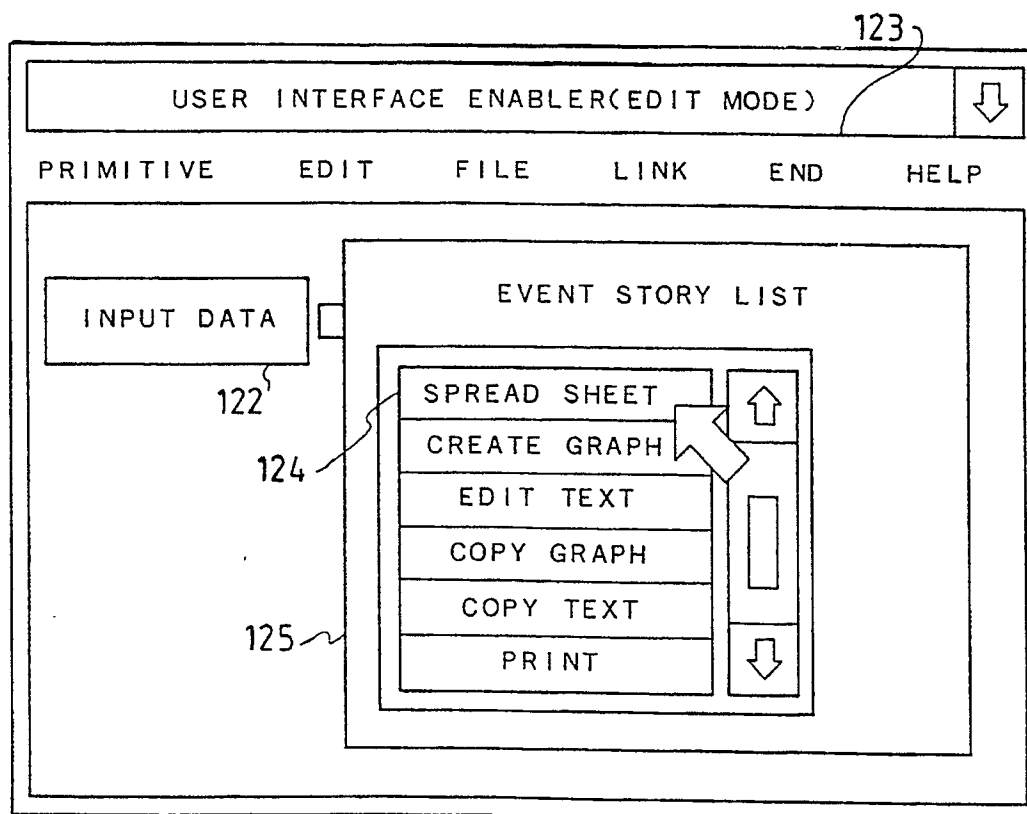 123
USER INTERFACE ENABLER(EDIT MODE)
PRIMITIVE EDIT FILE LINK END HELP
INPUT DATA
122
EVENT STORY LIST
SPREAD SHEET
124
CREATE GRAPH
EDIT TEXT
COPY GRAPH
COPY TEXT
125
PRINT